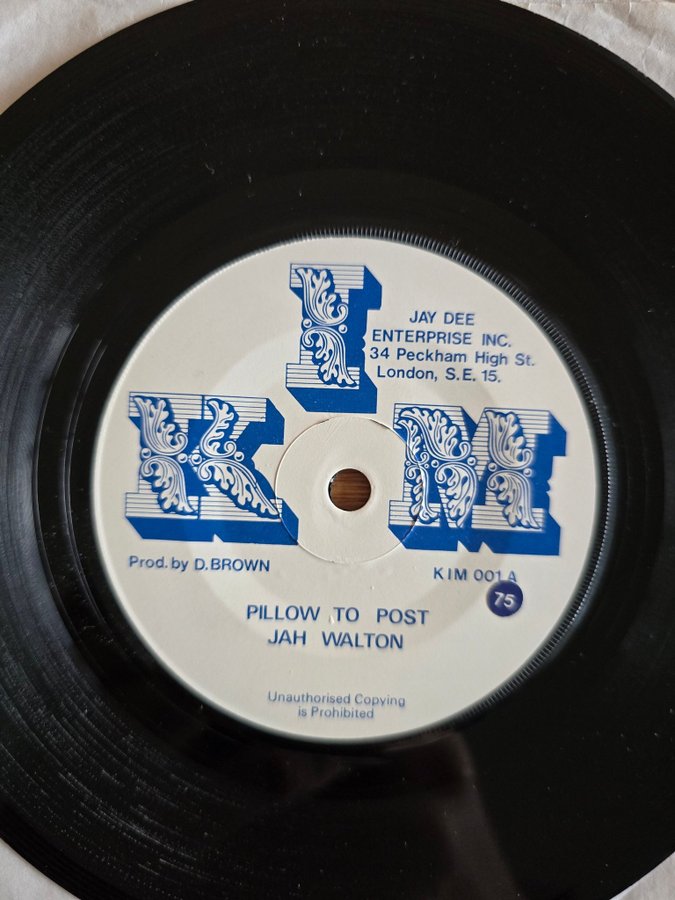 KIM
JAY DEE
ENTERPRISE INC.
34 Peckham High St.
London, S.E. 15.
Prod. by D. BROWN
KIM 001 A
75
PILLOW TO POST
JAH WALTON
Unauthorised Copying
is Prohibited